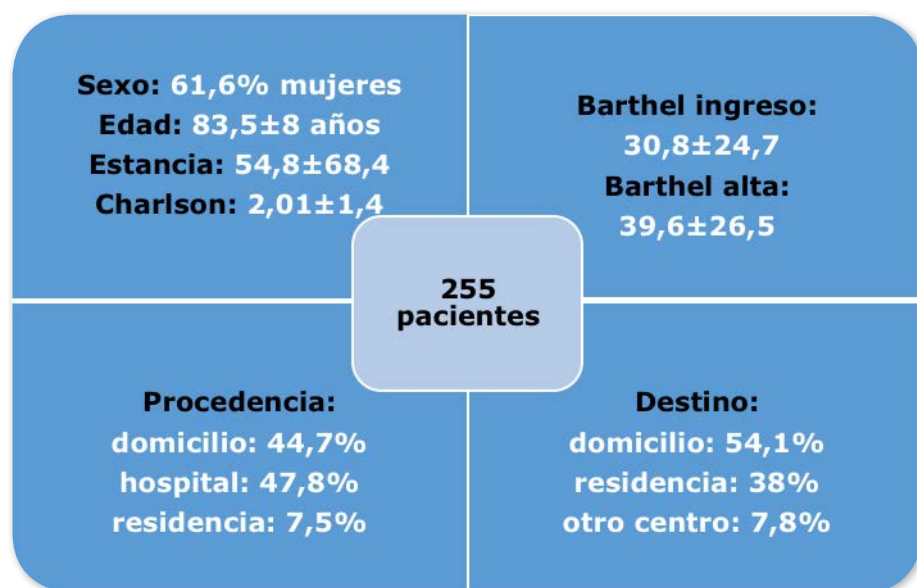 Sexo: 61,6% mujeres
Edad: 83,5±8 años
Estancia: 54,8±68,4
Charlson: 2,01±1,4
Barthel ingreso:
30,8±24,7
Barthel alta:
39,6±26,5
255
pacientes
Procedencia:
domicilio: 44,7%
hospital: 47,8%
residencia: 7,5%
Destino:
domicilio: 54,1%
residencia: 38%
otro centro: 7,8%